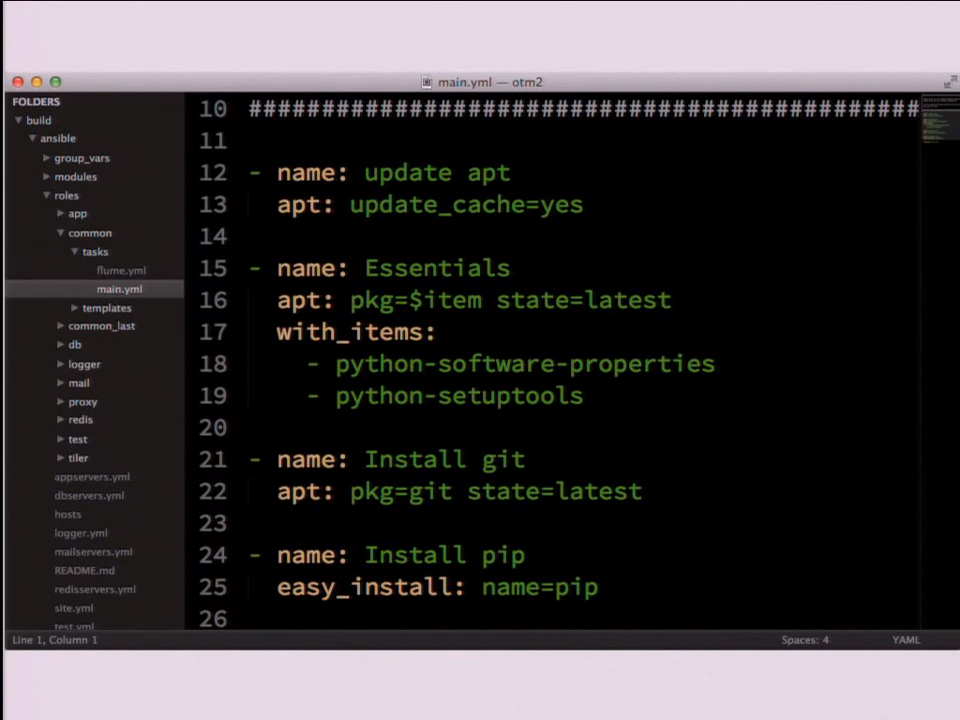 main.yml — otm2
FOLDERS
build
ansible
group_vars
modules
roles
app
common
tasks
flume.yml
main.yml
templates
common_last
db
logger
mail
proxy
redis
test
tiler
appservers.yml
dbservers.yml
hosts
logger.yml
mailservers.yml
README.md
redisservers.yml
site.yml
test.yml
10 ##############################################
11
12 - name: update apt
13 apt: update_cache=yes
14
15 - name: Essentials
16 apt: pkg=$item state=latest
17 with_items:
18 - python-software-properties
19 - python-setuptools
20
21 - name: Install git
22 apt: pkg=git state=latest
23
24 - name: Install pip
25 easy_install: name=pip
26
Line 1, Column 1
Spaces: 4
YAML